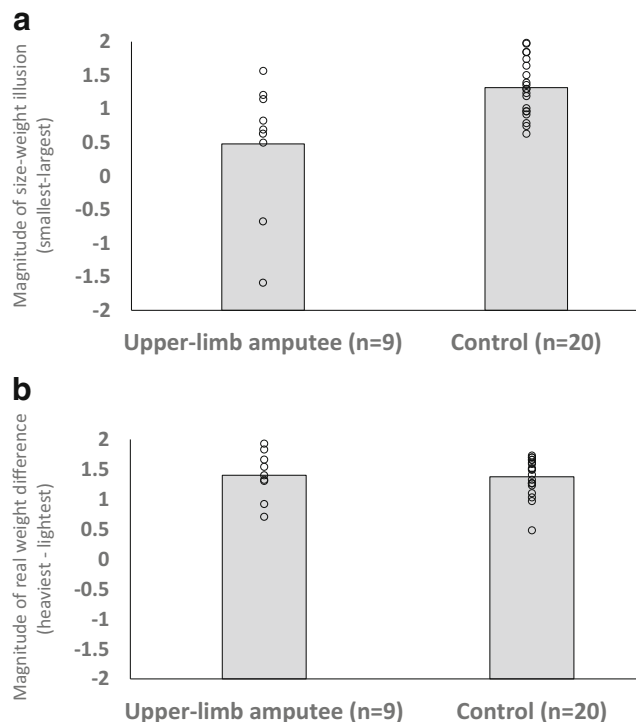 a
Magnitude of size-weight illusion
(smallest-largest)
2
1.5
1
0.5
0
-0.5
-1
-1.5
-2
Upper-limb amputee (n=9) Control (n=20)
b
Magnitude of real weight difference
(heaviest - lightest)
2
1.5
1
0.5
0
-0.5
-1
-1.5
-2
Upper-limb amputee (n=9) Control (n=20)